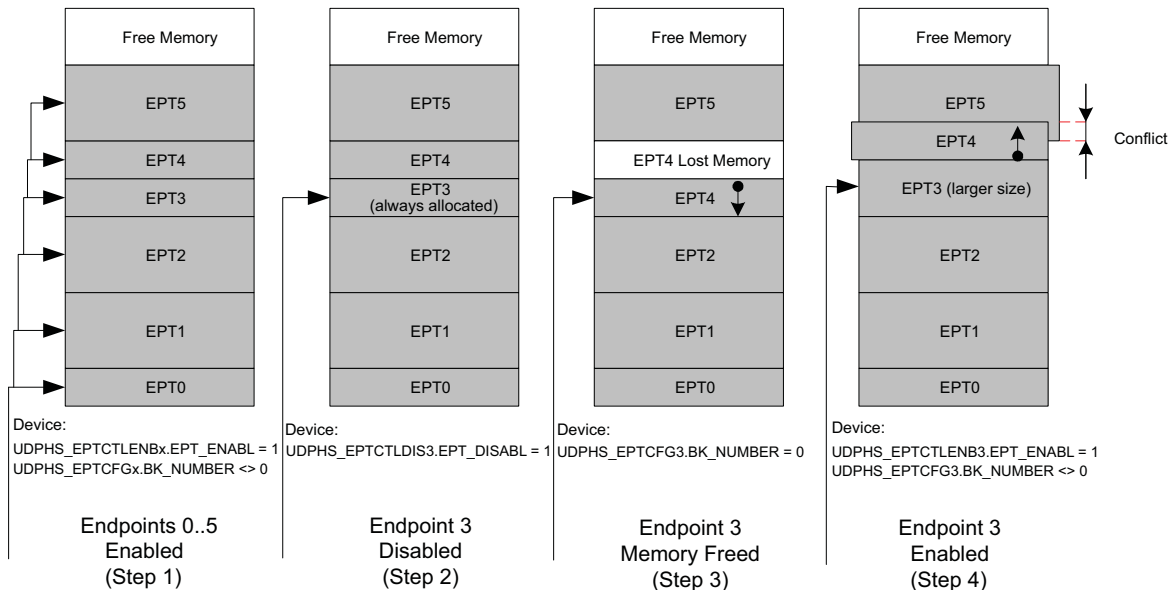 Free Memory
EPT5
EPT4
EPT3
EPT2
EPT1
EPT0
Device:
UDPHS_EPTCTLENBx.EPT_ENABL = 1
UDPHS_EPTCFGx.BK_NUMBER <> 0
Endpoints 0..5
Enabled
(Step 1)
Free Memory
EPT5
EPT4
EPT3
(always allocated)
EPT2
EPT1
EPT0
Device:
UDPHS_EPTCTLDIS3.EPT_DISABL = 1
Endpoint 3
Disabled
(Step 2)
Free Memory
EPT5
EPT4 Lost Memory
EPT4
EPT2
EPT1
EPT0
Device:
UDPHS_EPTCFG3.BK_NUMBER = 0
Endpoint 3
Memory Freed
(Step 3)
Free Memory
EPT5
EPT4
Conflict
EPT3 (larger size)
EPT2
EPT1
EPT0
Device:
UDPHS_EPTCTLENB3.EPT_ENABL = 1
UDPHS_EPTCFG3.BK_NUMBER <> 0
Endpoint 3
Enabled
(Step 4)